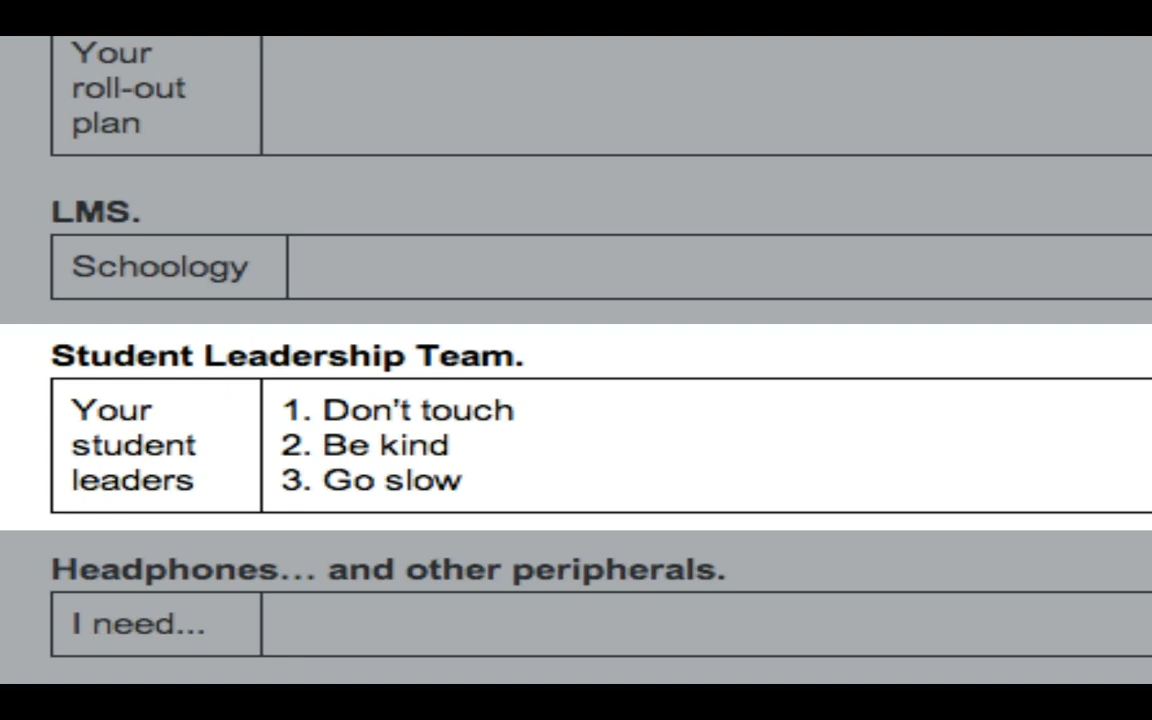 Your
roll-out
plan
LMS.
Schoology
Student Leadership Team.
Your
student
leaders
1. Don't touch
2. Be kind
3. Go slow
Headphones... and other peripherals.
I need...